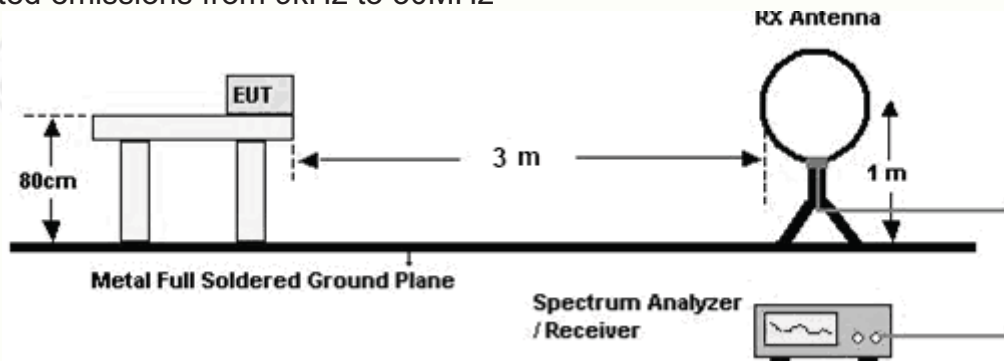 RX Antenna
EUT
3 m
80cm
1 m
Metal Full Soldered Ground Plane
Spectrum Analyzer
/ Receiver